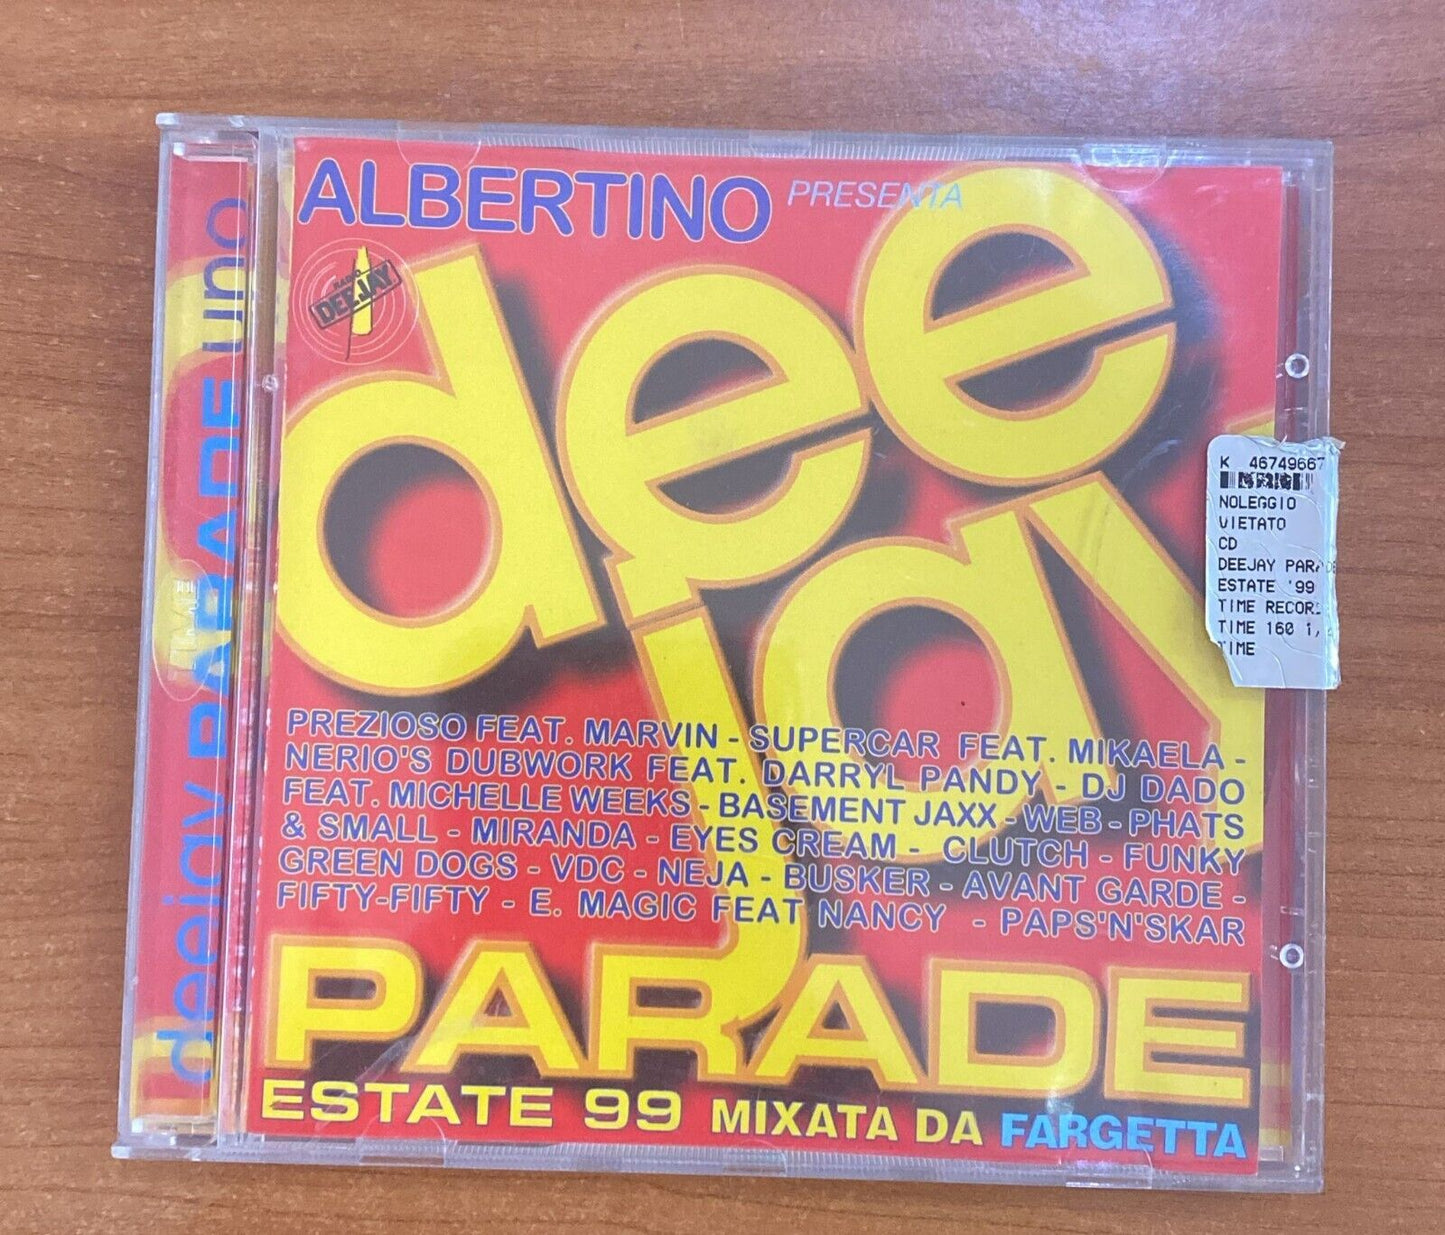 ALBERTINO PRESENTA
RADIO
DEEJAY
deejay
PREZIOSO FEAT. MARVIN - SUPERCAR FEAT. MIKAELA -
NERIO'S DUBWORK FEAT. DARRYL PANDY - DJ DADO
FEAT. MICHELLE WEEKS - BASEMENT JAXX - WEB - PHATS
& SMALL - MIRANDA - EYES CREAM - CLUTCH - FUNKY
GREEN DOGS - VDC - NEJA - BUSKER - AVANT GARDE -
FIFTY-FIFTY - E. MAGIC FEAT NANCY - PAPS'N'SKAR
PARADE
ESTATE 99 MIXATA DA FARGETTA
deejay PARADE uno
K 46749667
NOLEGGIO
VIETATO
CD
DEEJAY PARADE
ESTATE '99
TIME RECOR
TIME 160 1,
TIME